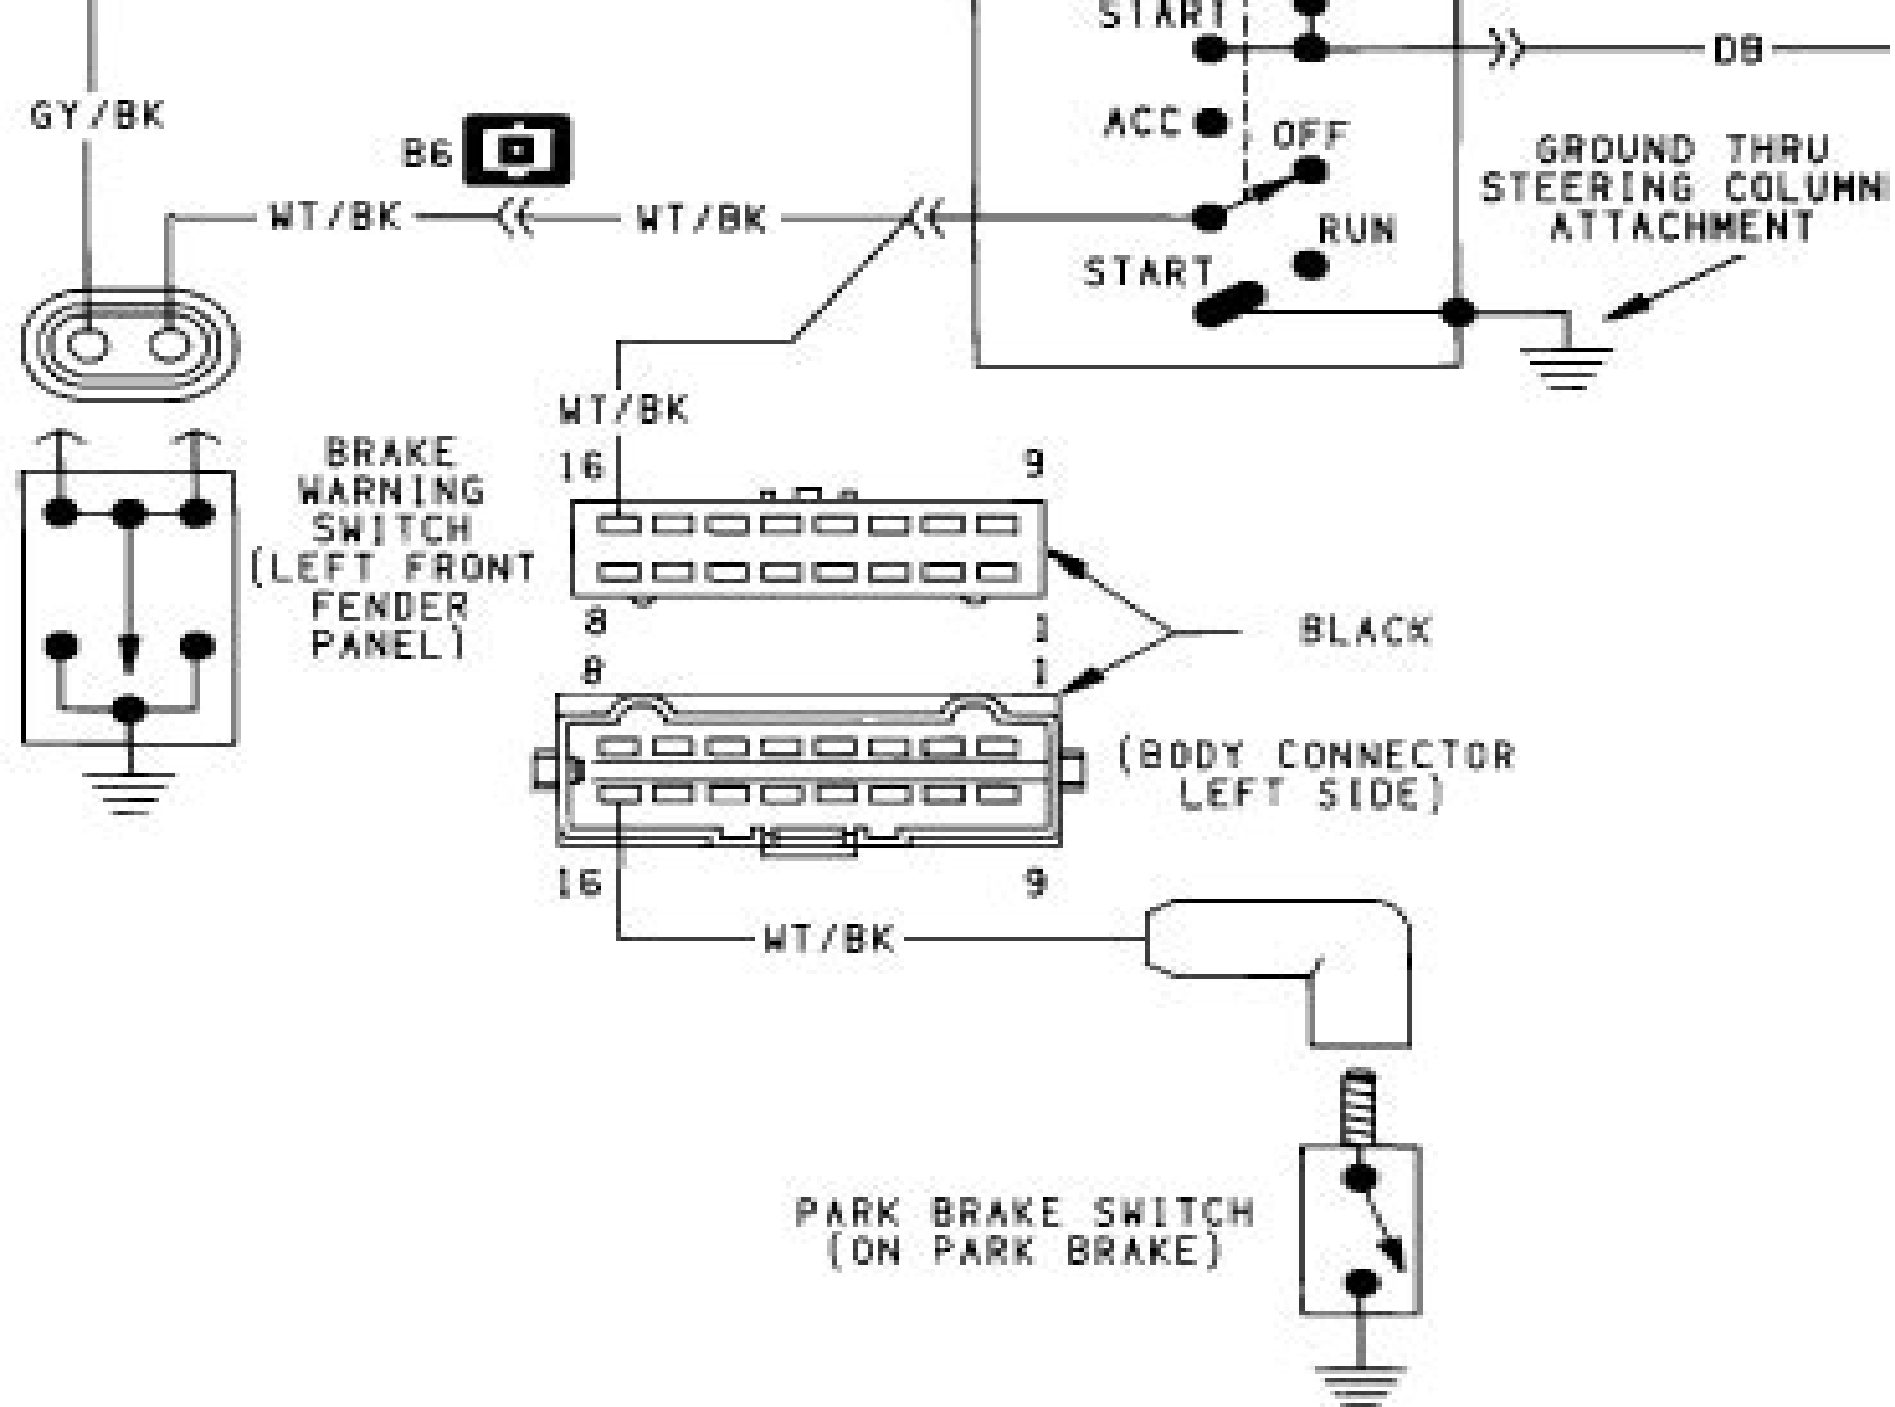 START
DB
GY/BK
ACC
OFF
B6
GROUND THRU
STEERING COLUMN
ATTACHMENT
WT/BK
WT/BK
RUN
START
WT/BK
BRAKE
WARNING
SWITCH
(LEFT FRONT
FENDER
PANEL)
16
9
8
1
BLACK
8
1
(BODY CONNECTOR
LEFT SIDE)
16
9
WT/BK
PARK BRAKE SWITCH
(ON PARK BRAKE)